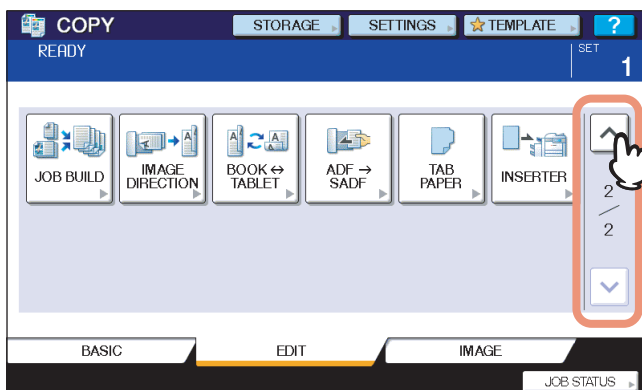 COPY
STORAGE
SETTINGS
TEMPLATE
?
READY
SET
1
JOB BUILD
IMAGE
DIRECTION
BOOK ↔
TABLET
ADF →
SADF
TAB
PAPER
INSERTER
2
/
2
BASIC
EDIT
IMAGE
JOB STATUS